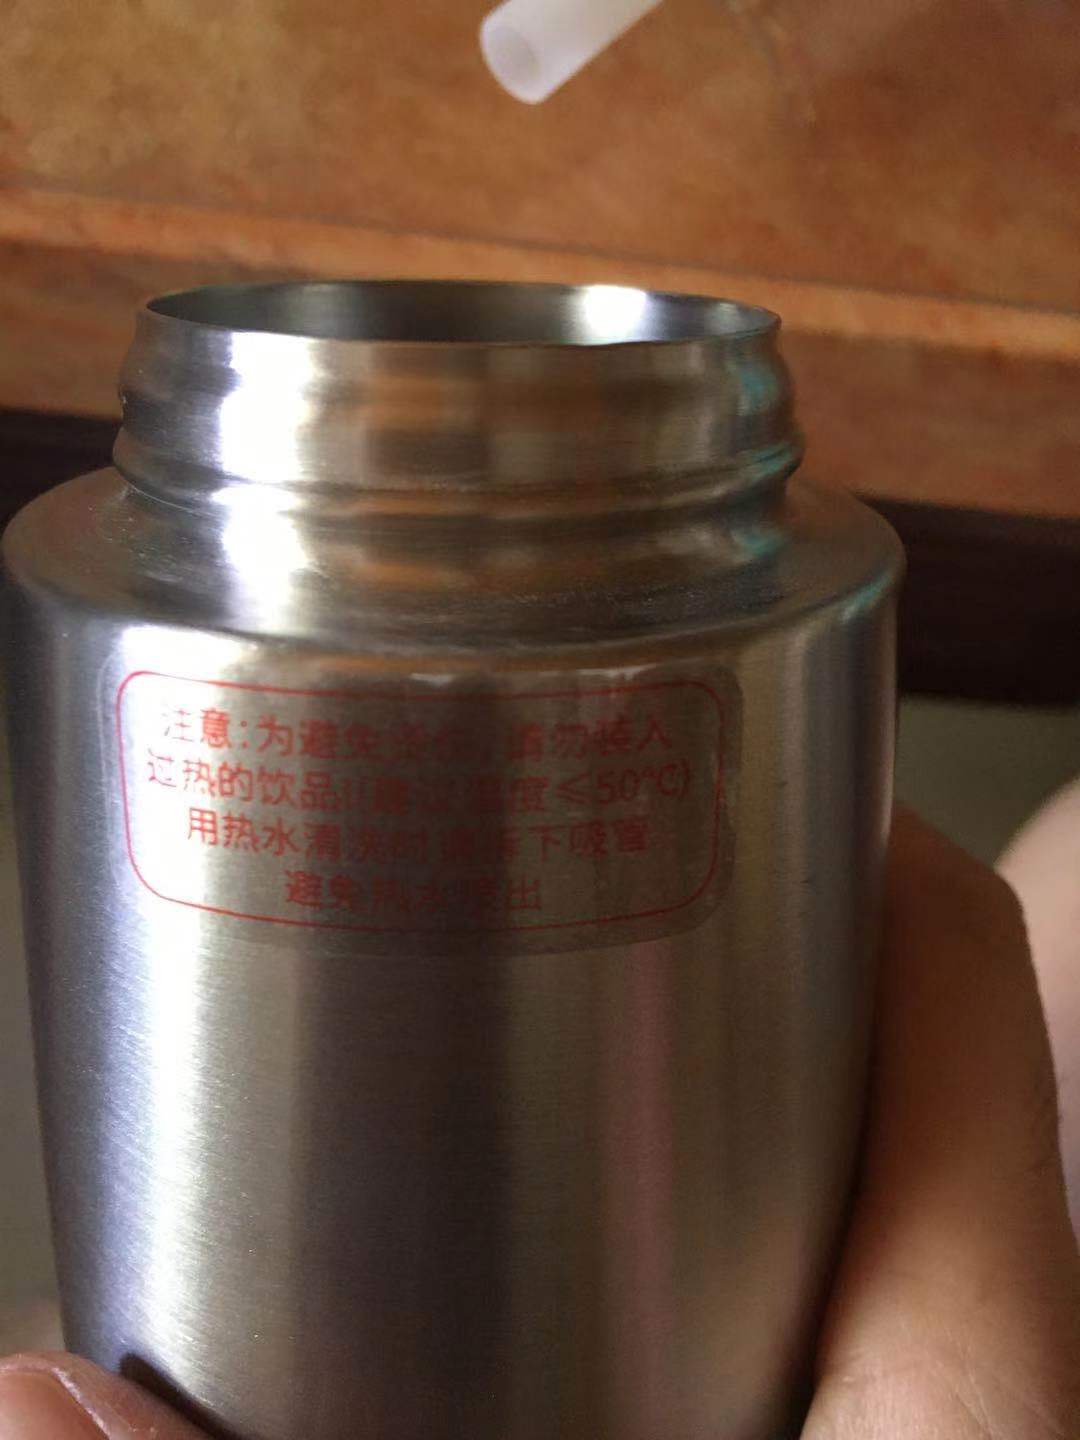 注意:为避免烫伤,请勿装入
过热的饮品!(建议温度≤50℃)
用热水清洗时请拆下吸管
避免热水喷出